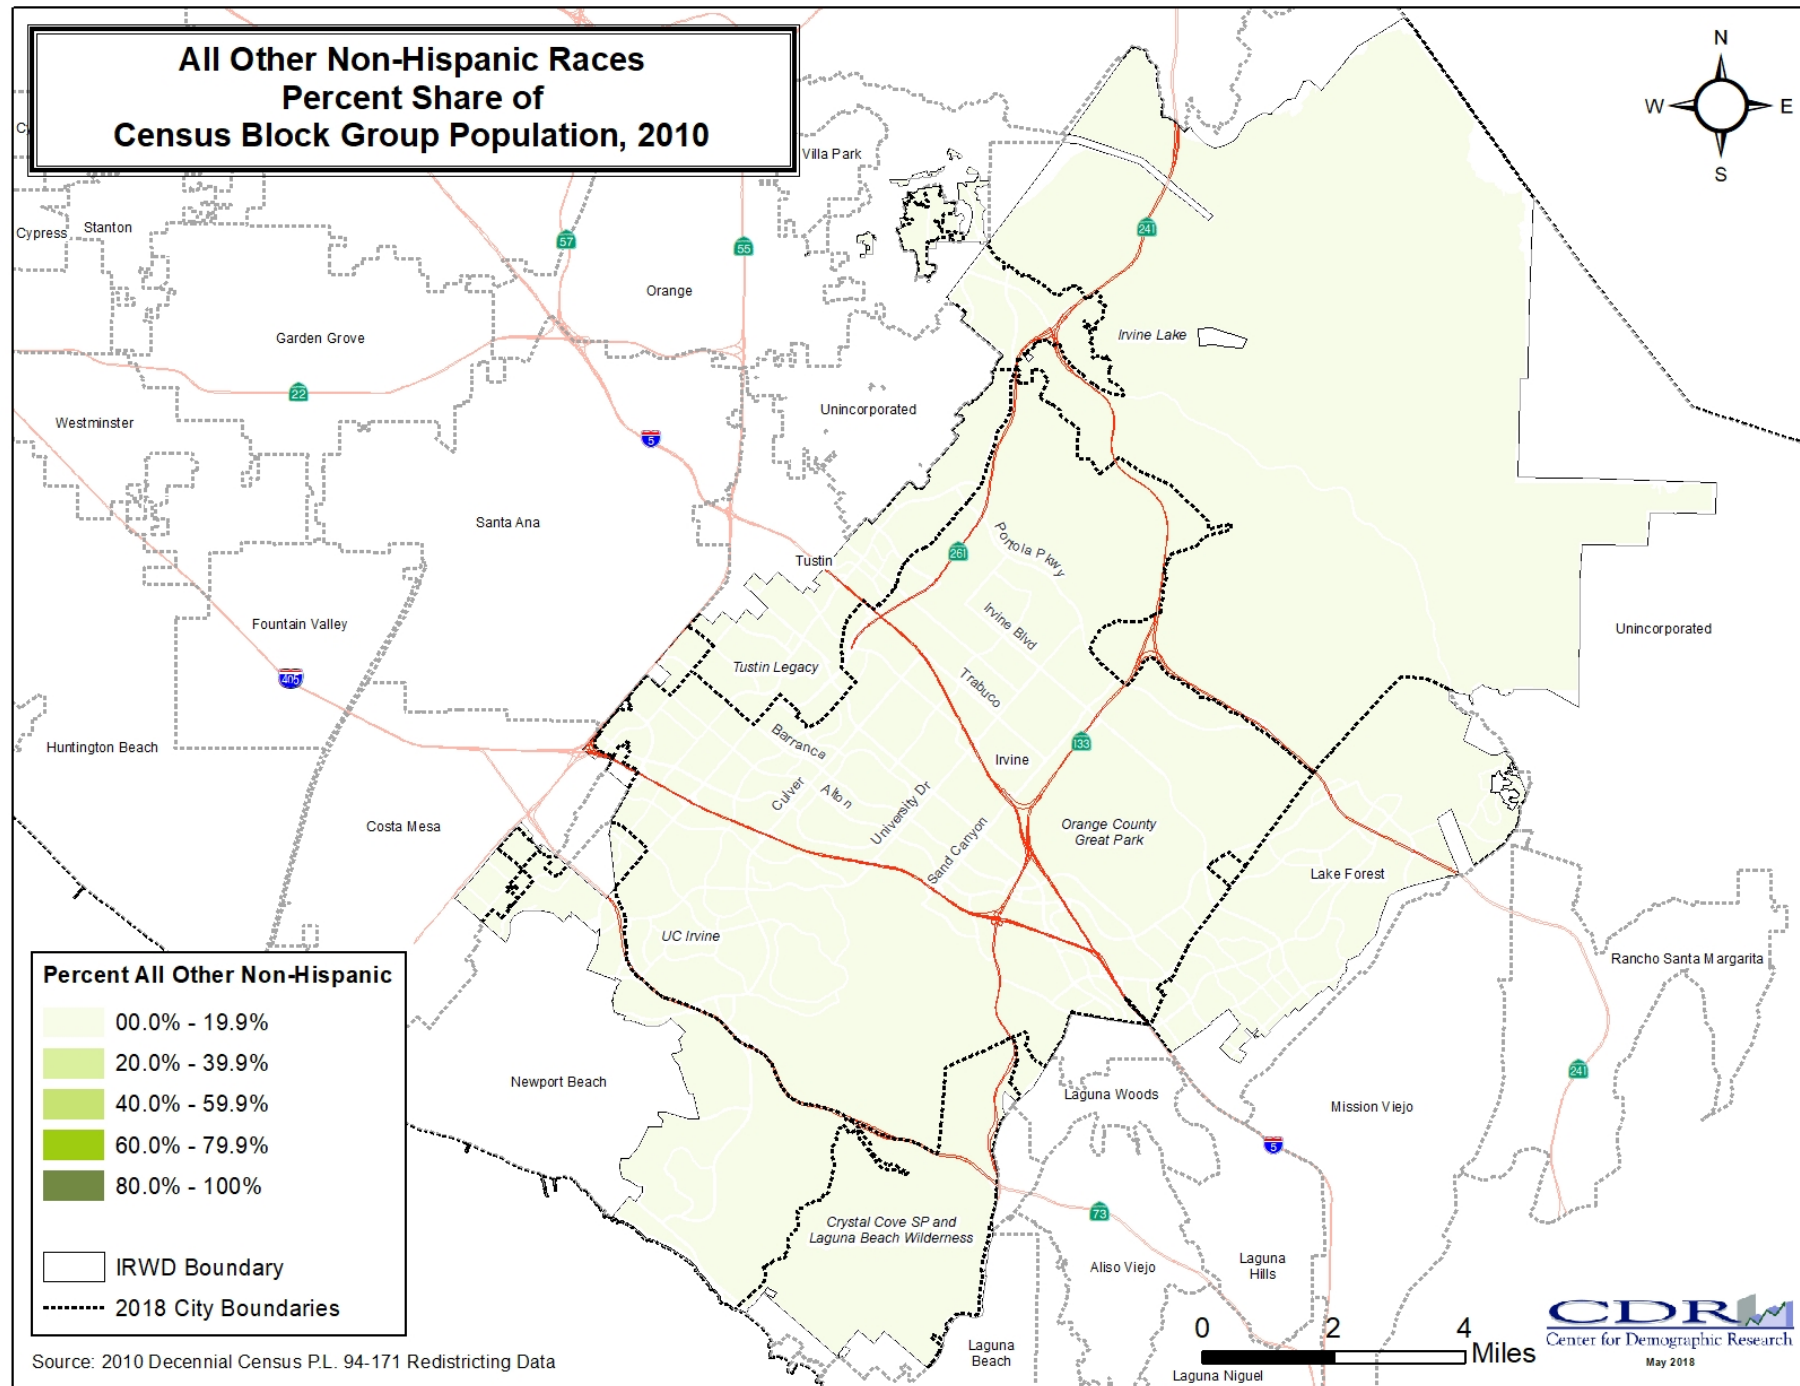 All Other Non-Hispanic Races
Percent Share of
Census Block Group Population, 2010
N
W
E
S
Villa Park
Cypress
Stanton
57
55
241
Orange
Garden Grove
Irvine Lake
22
Westminster
5
Unincorporated
Santa Ana
261
Portola Pkwy
Tustin
Irvine Blvd
Fountain Valley
Unincorporated
405
Tustin Legacy
Trabuco
Huntington Beach
Barranca
133
Irvine
Culver
Alton
University Dr
Costa Mesa
Orange County
Great Park
Sand Canyon
Lake Forest
UC Irvine
Rancho Santa Margarita
Percent All Other Non-Hispanic
00.0% - 19.9%
20.0% - 39.9%
40.0% - 59.9%
60.0% - 79.9%
80.0% - 100%
IRWD Boundary
2018 City Boundaries
Newport Beach
Laguna Woods
241
Mission Viejo
5
73
Crystal Cove SP and
Laguna Beach Wilderness
Aliso Viejo
Laguna
Hills
Laguna
Beach
Laguna Niguel
0
2
4
Miles
CDR
Center for Demographic Research
May 2018
Source: 2010 Decennial Census P.L. 94-171 Redistricting Data